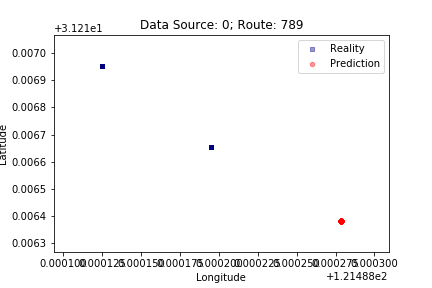 +3.121e1
Data Source: 0; Route: 789
Reality
Prediction
0.0070
0.0069
0.0068
0.0067
0.0066
0.0065
0.0064
0.0063
Latitude
0.000100 0.000125 0.000150 0.000175 0.000200 0.000225 0.000250 0.000275 0.000300
Longitude
+1.21488e2